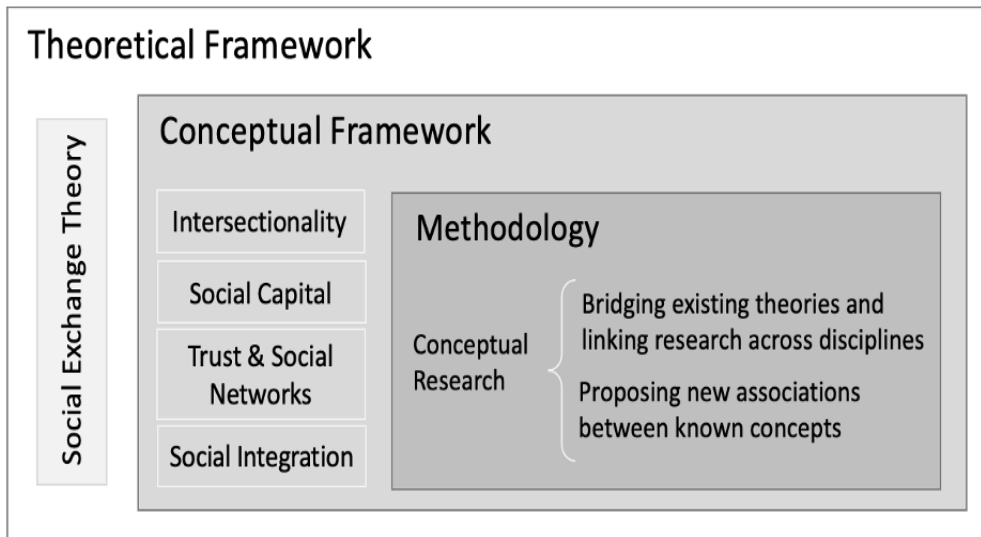 Theoretical Framework
Social Exchange Theory
Conceptual Framework
Intersectionality
Social Capital
Trust & Social
Networks
Social Integration
Methodology
Conceptual
Research
Bridging existing theories and
linking research across disciplines
Proposing new associations
between known concepts